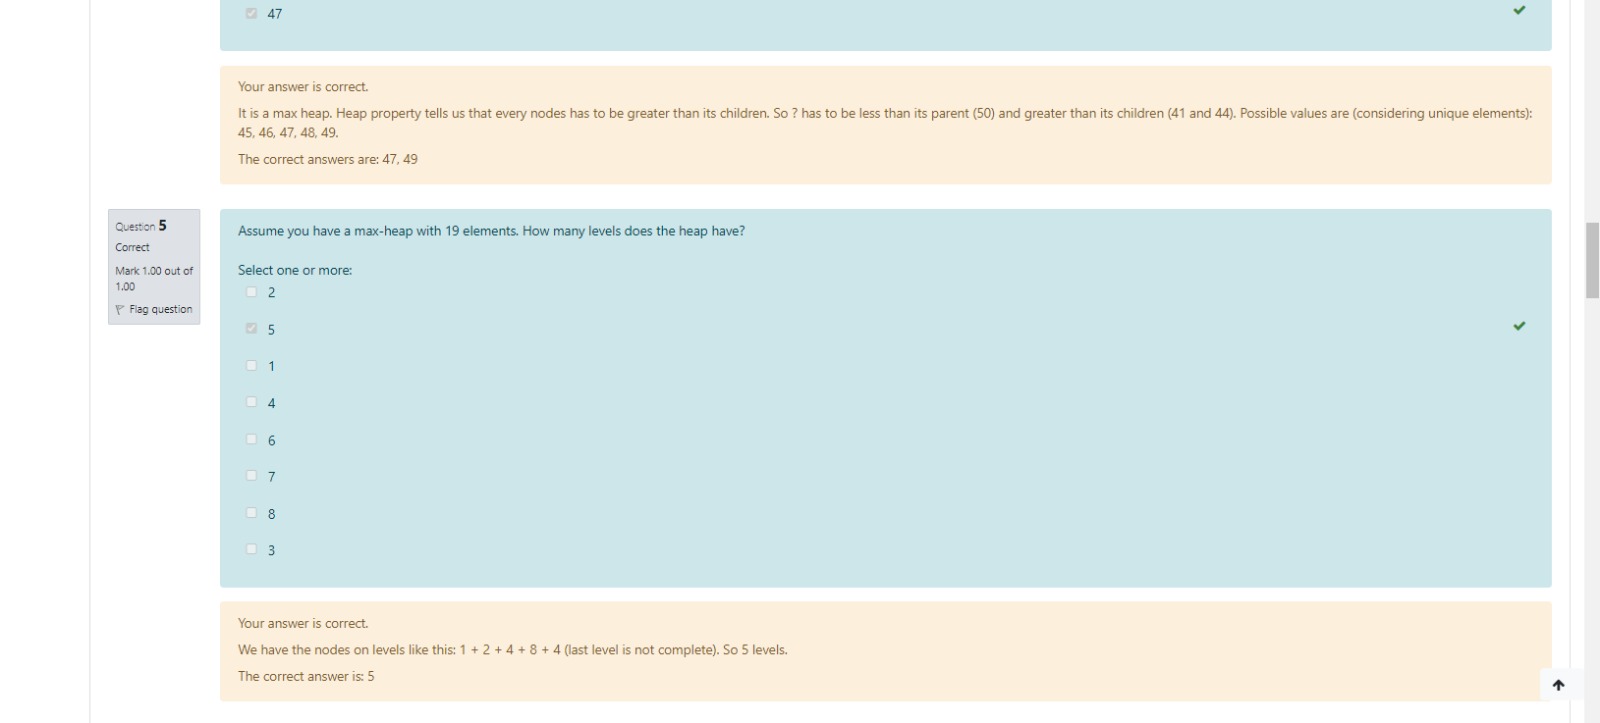 47
Your answer is correct.
It is a max heap. Heap property tells us that every nodes has to be greater than its children. So ? has to be less than its parent (50) and greater than its children (41 and 44). Possible values are (considering unique elements):
45, 46, 47, 48, 49.
The correct answers are: 47, 49
Question 5
Correct
Mark 1.00 out of
1.00
Flag question
Assume you have a max-heap with 19 elements. How many levels does the heap have?
Select one or more:
2
5
1
4
6
7
8
3
Your answer is correct.
We have the nodes on levels like this: 1 + 2 + 4 + 8 + 4 (last level is not complete). So 5 levels.
The correct answer is: 5